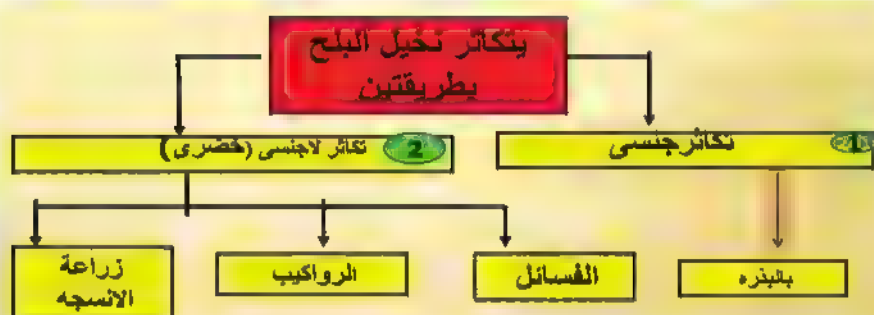 يتكاثر نخيل البلح
بطريقتين
1 تكاثر جنسى
2 تكاثر لاجنسى (خضرى)
بالبذره
الفسائل
الرواكيب
زراعة
الانسجه